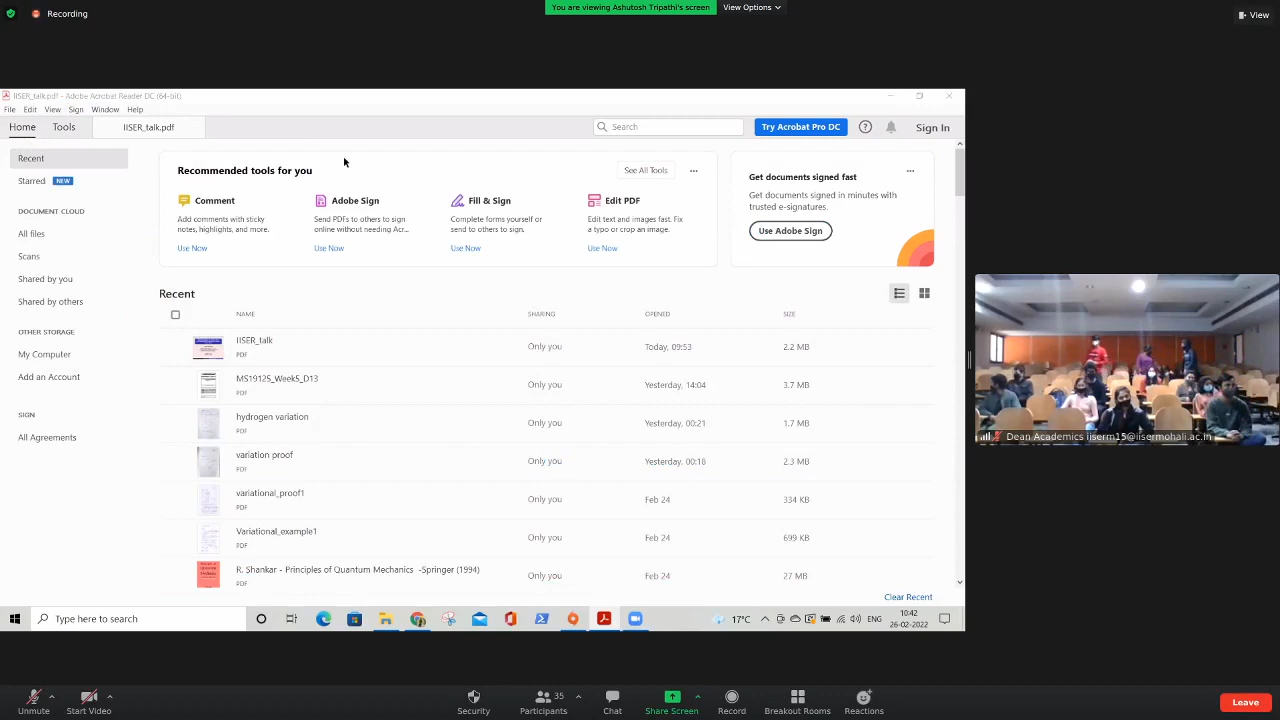 Recording
You are viewing Ashutosh Tripathi's screen
View Options
View
IISER_talk.pdf - Adobe Acrobat Reader DC (64-bit)
File Edit View Sign Window Help
Home Tools IISER_talk.pdf
Search
Try Acrobat Pro DC
Sign In
Recent
Starred NEW
DOCUMENT CLOUD
All files
Scans
Shared by you
Shared by others
OTHER STORAGE
My Computer
Add an Account
SIGN
All Agreements
Recommended tools for you
See All Tools
Comment
Add comments with sticky
notes, highlights, and more.
Use Now
Adobe Sign
Send PDFs to others to sign
online without needing Acr...
Use Now
Fill & Sign
Complete forms yourself or
send to others to sign.
Use Now
Edit PDF
Edit text and images fast. Fix
a typo or crop an image.
Use Now
Get documents signed fast
Get documents signed in minutes with
trusted e-signatures.
Use Adobe Sign
Recent
NAME SHARING OPENED SIZE
IISER_talk Only you Today, 09:53 2.2 MB
PDF
MS19125_Week5_D13 Only you Yesterday, 14:04 3.7 MB
PDF
hydrogen variation Only you Yesterday, 00:21 1.7 MB
PDF
variation proof Only you Yesterday, 00:18 2.3 MB
PDF
variational_proof1 Only you Feb 24 334 KB
PDF
Variational_example1 Only you Feb 24 699 KB
PDF
R. Shankar - Principles of Quantum Mechanics -Springer (1994) Only you Feb 24 27 MB
PDF
Clear Recent
Type here to search
17°C
ENG
10:42
26-02-2022
Dean Academics iiserm15@iisermohali.ac.in
Unmute
Start Video
Security
Participants 35
Chat
Share Screen
Record
Breakout Rooms
Reactions
Leave